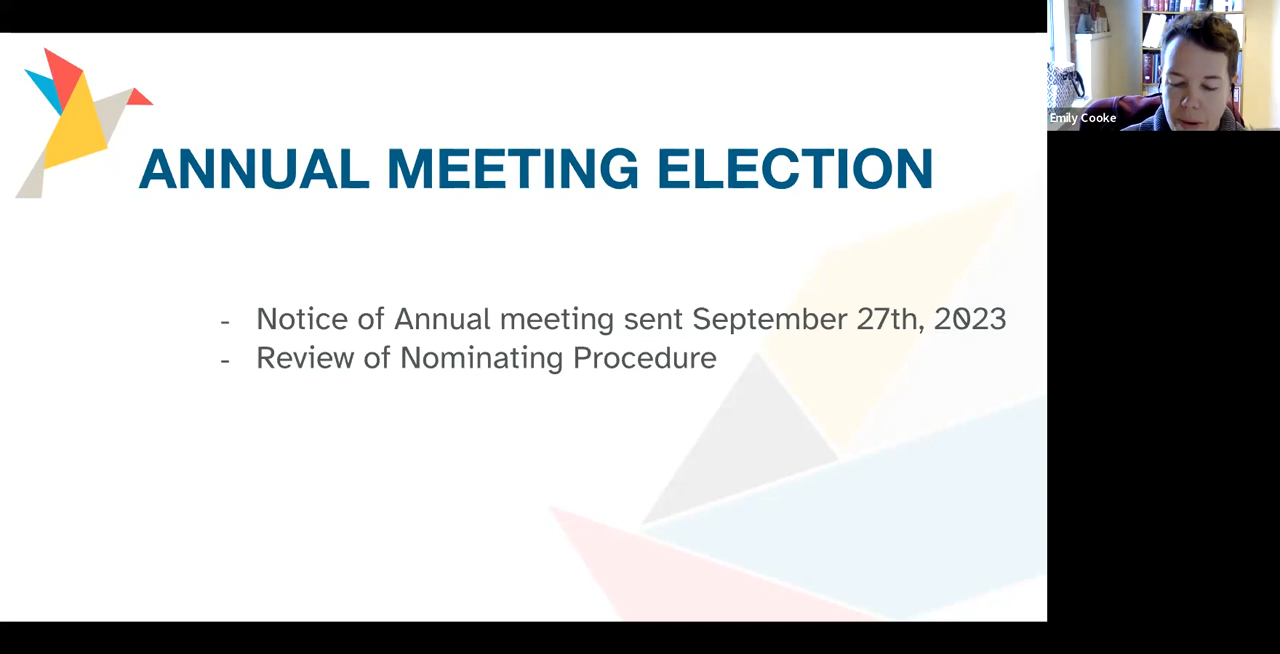 Emily Cooke
ANNUAL MEETING ELECTION
- Notice of Annual meeting sent September 27th, 2023
- Review of Nominating Procedure